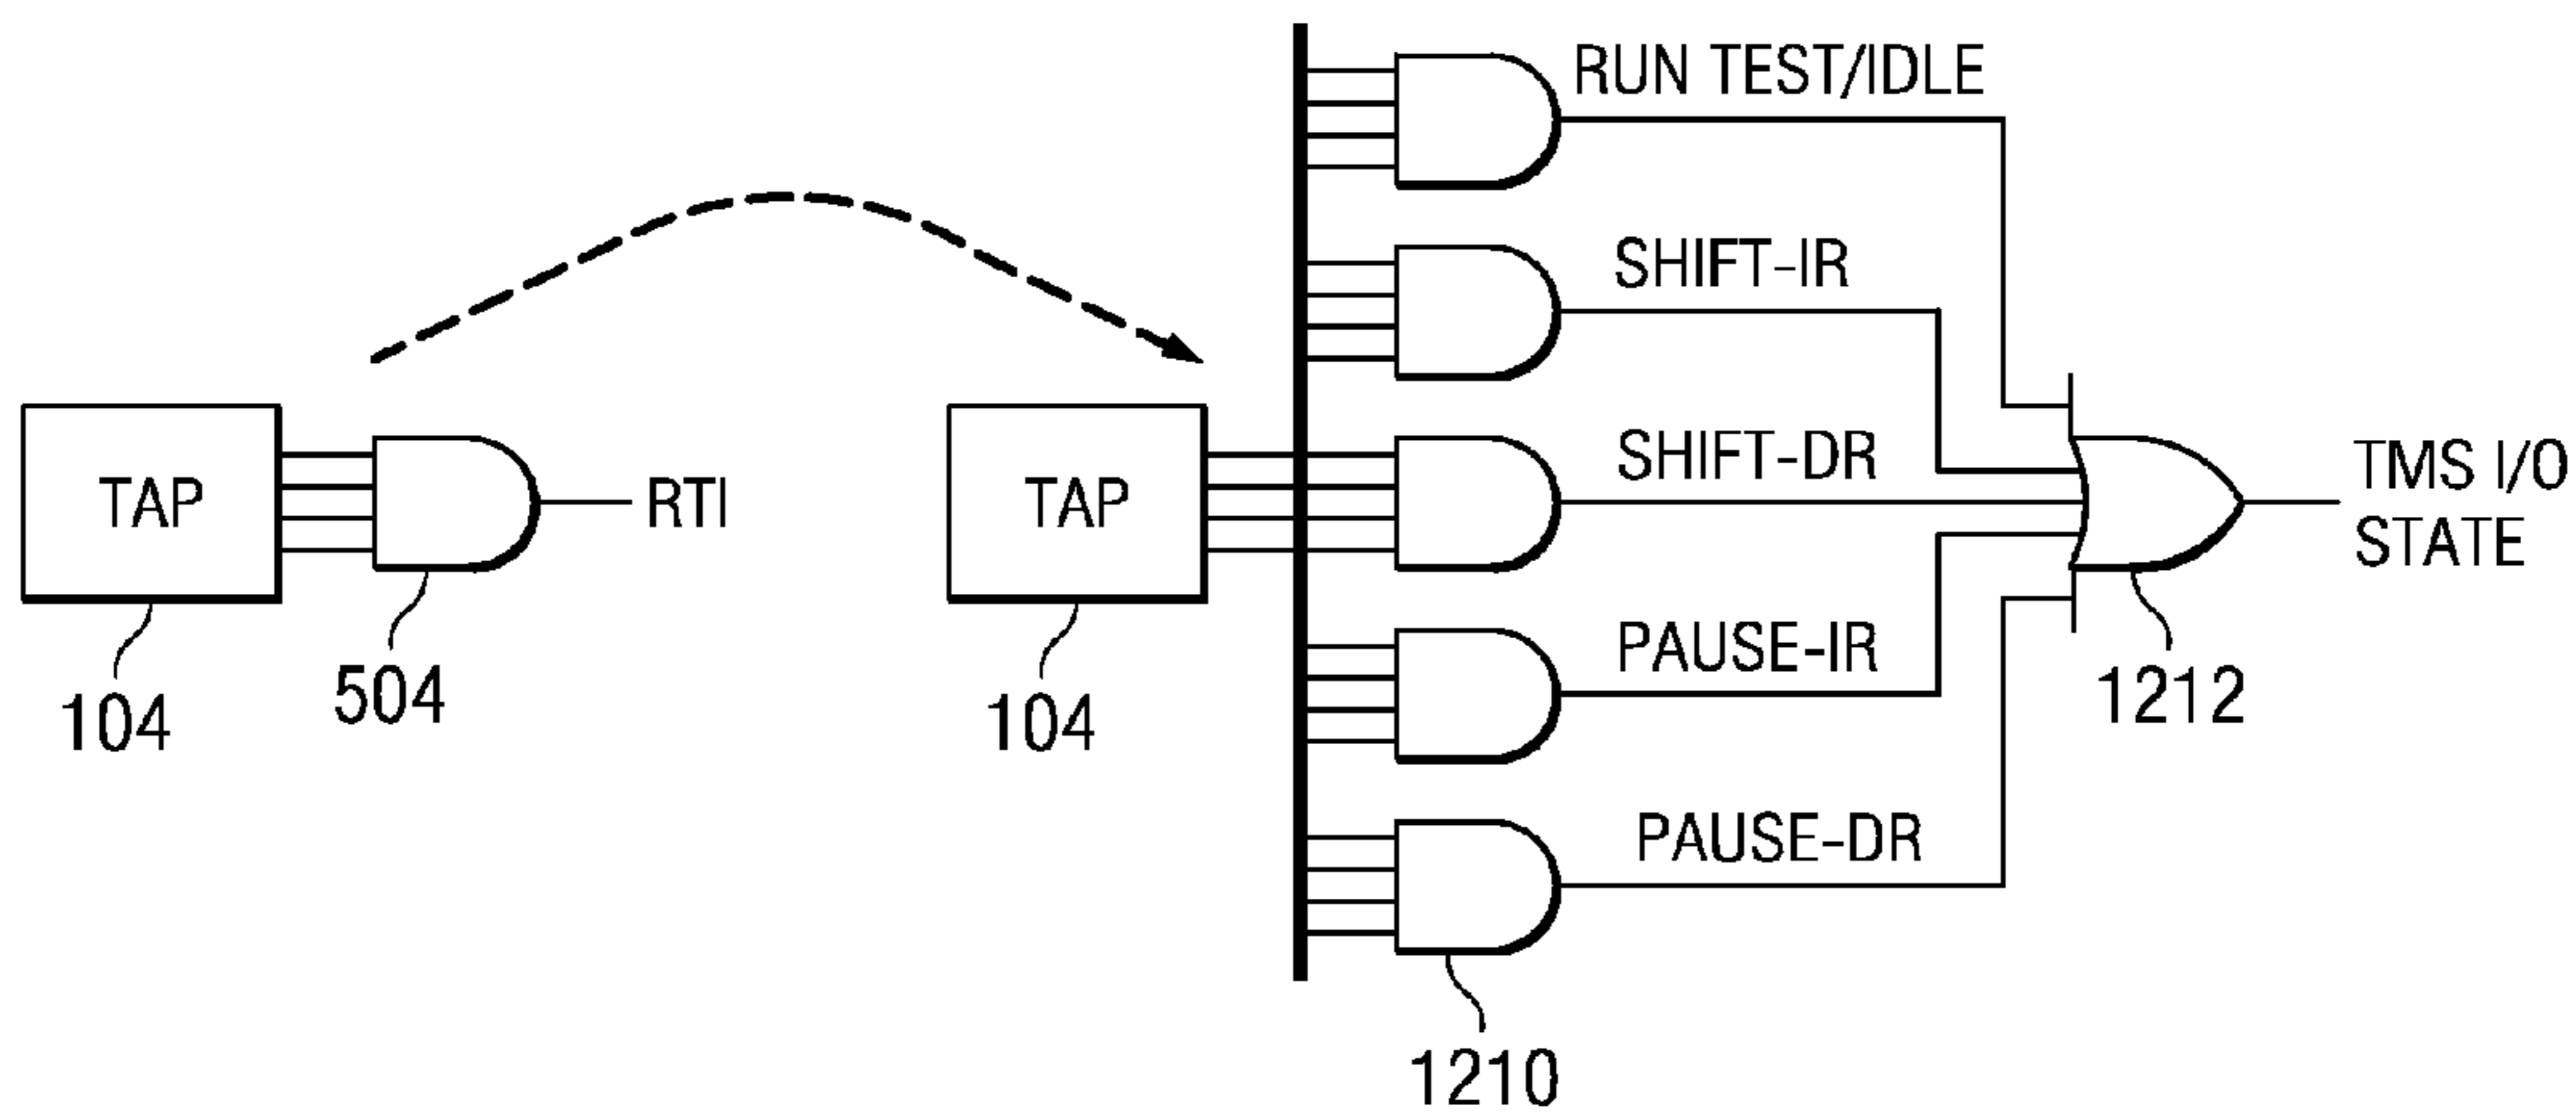 RUN TEST/IDLE
SHIFT-IR
TAP
RTI
TAP
SHIFT-DR
TMS I/O
STATE
104
504
104
PAUSE-IR
1212
PAUSE-DR
1210